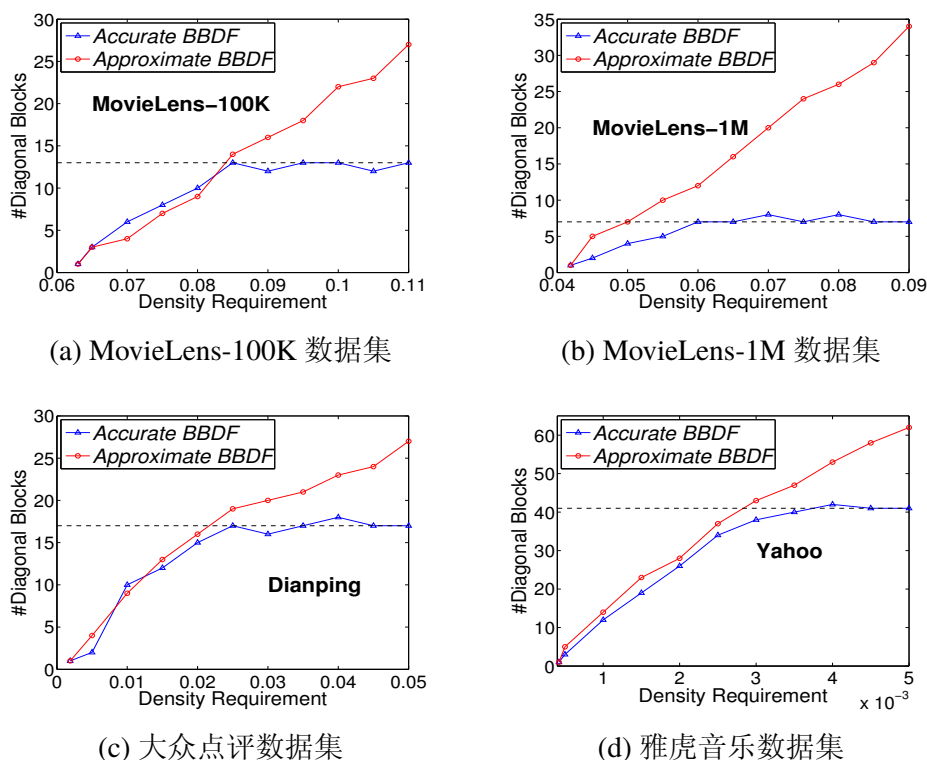 30
25
20
15
10
5
0
#Diagonal Blocks
Accurate BBDF
Approximate BBDF
MovieLens−100K
0.06 0.07 0.08 0.09 0.1 0.11
Density Requirement
(a) MovieLens-100K 数据集
35
30
25
20
15
10
5
0
#Diagonal Blocks
Accurate BBDF
Approximate BBDF
MovieLens−1M
0.04 0.05 0.06 0.07 0.08 0.09
Density Requirement
(b) MovieLens-1M 数据集
30
25
20
15
10
5
0
#Diagonal Blocks
Accurate BBDF
Approximate BBDF
Dianping
0 0.01 0.02 0.03 0.04 0.05
Density Requirement
(c) 大众点评数据集
60
50
40
30
20
10
0
#Diagonal Blocks
Accurate BBDF
Approximate BBDF
Yahoo
1 2 3 4 5
Density Requirement
x 10⁻³
(d) 雅虎音乐数据集